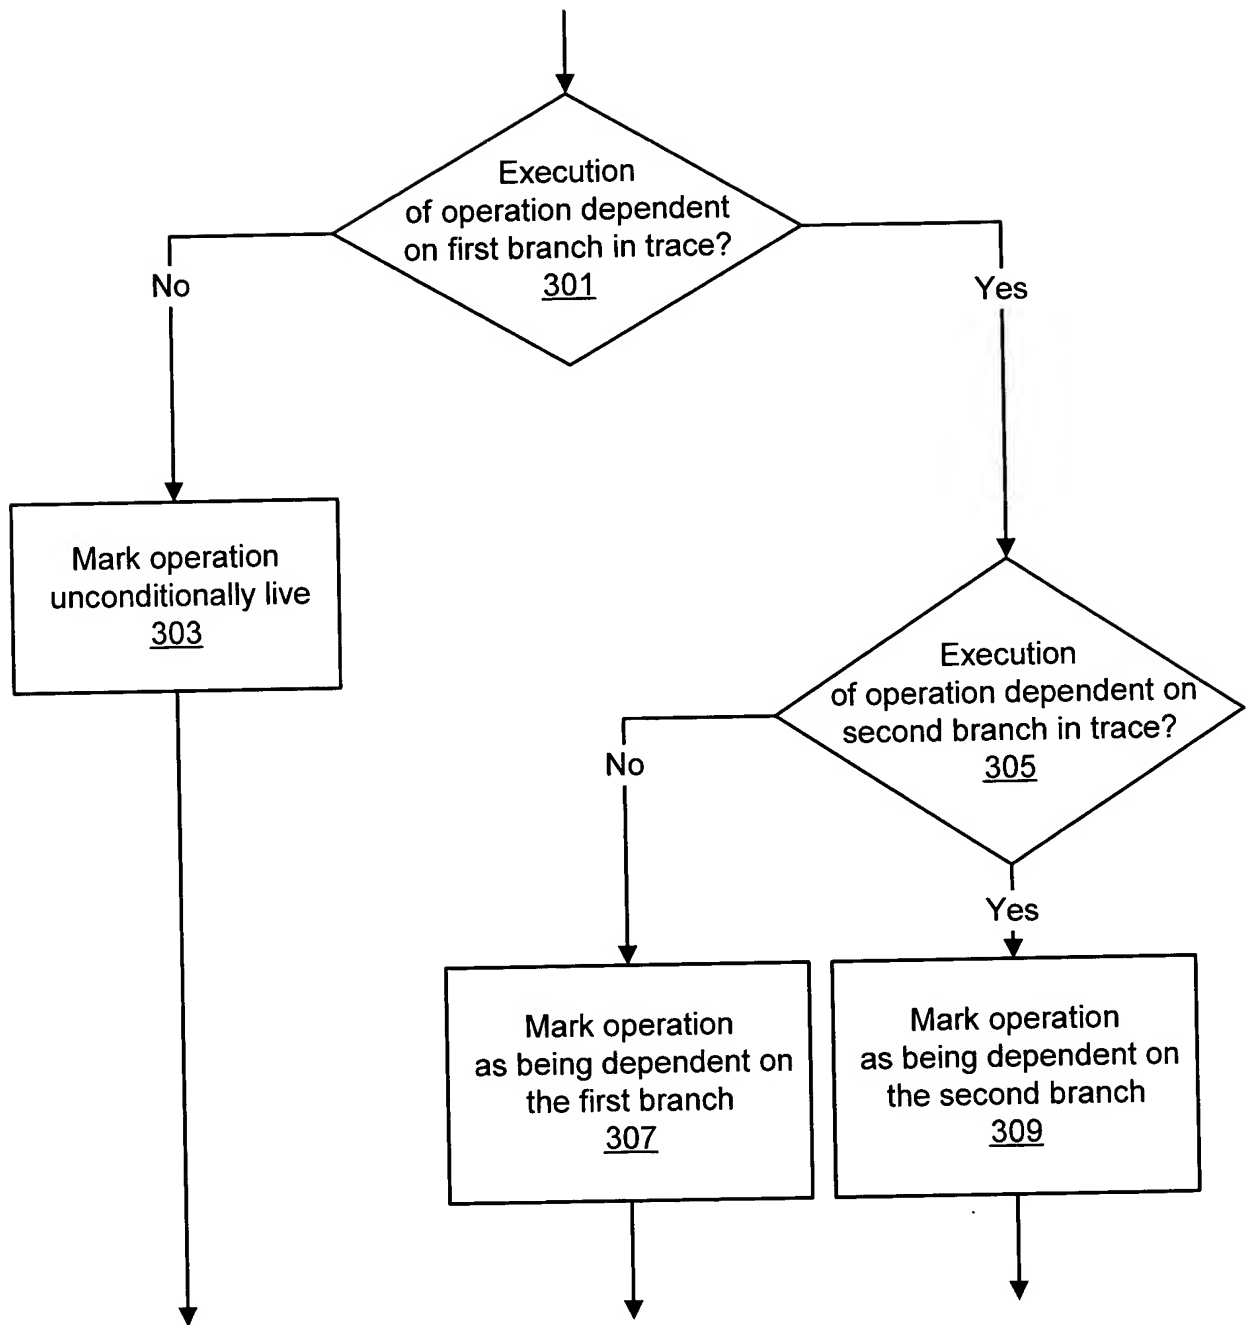 Execution
of operation dependent
on first branch in trace?
301
No
Yes
Mark operation
unconditionally live
303
Execution
of operation dependent on
second branch in trace?
305
No
Yes
Mark operation
as being dependent on
the first branch
307
Mark operation
as being dependent on
the second branch
309